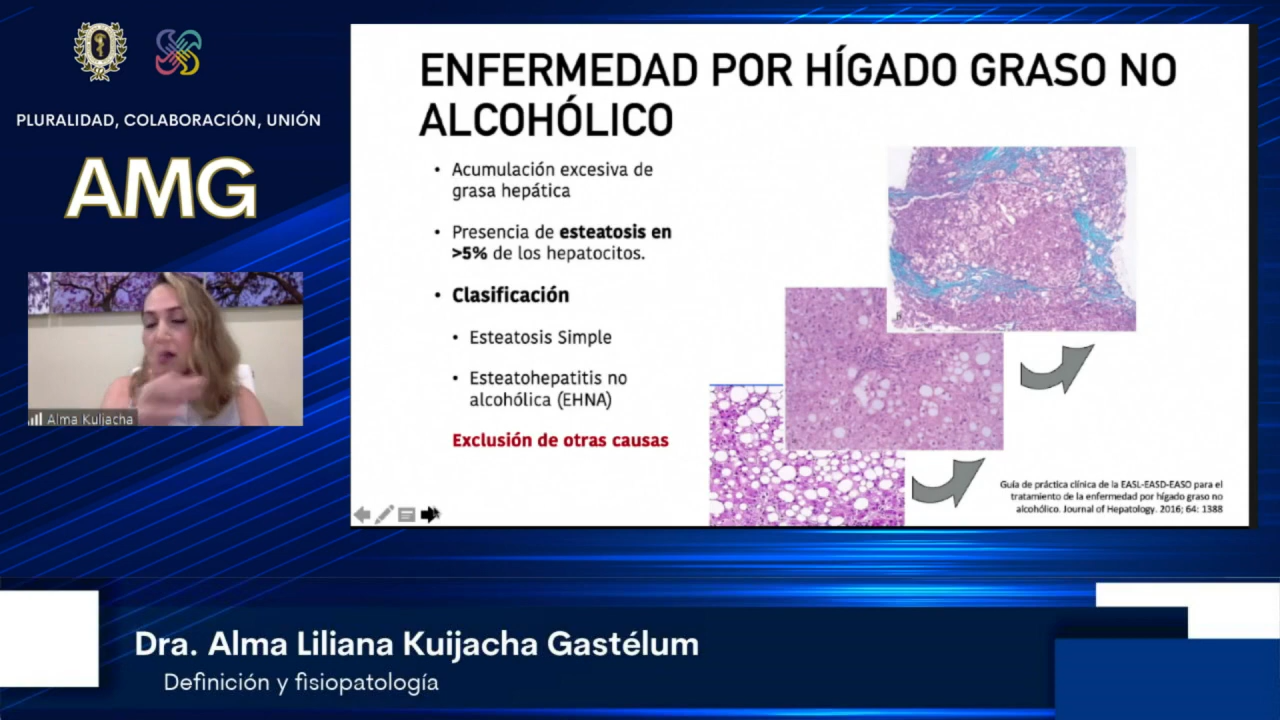 PLURALIDAD, COLABORACIÓN, UNIÓN
AMG
Alma Kuljacha
ENFERMEDAD POR HÍGADO GRASO NO
ALCOHÓLICO
• Acumulación excesiva de
grasa hepática
• Presencia de esteatosis en
>5% de los hepatocitos.
• Clasificación
• Esteatosis Simple
• Esteatohepatitis no
alcohólica (EHNA)
Exclusión de otras causas
Guía de práctica clínica de la EASL-EASD-EASO para el
tratamiento de la enfermedad por hígado graso no
alcohólico. Journal of Hepatology. 2016; 64: 1388
Dra. Alma Liliana Kuijacha Gastélum
Definición y fisiopatología